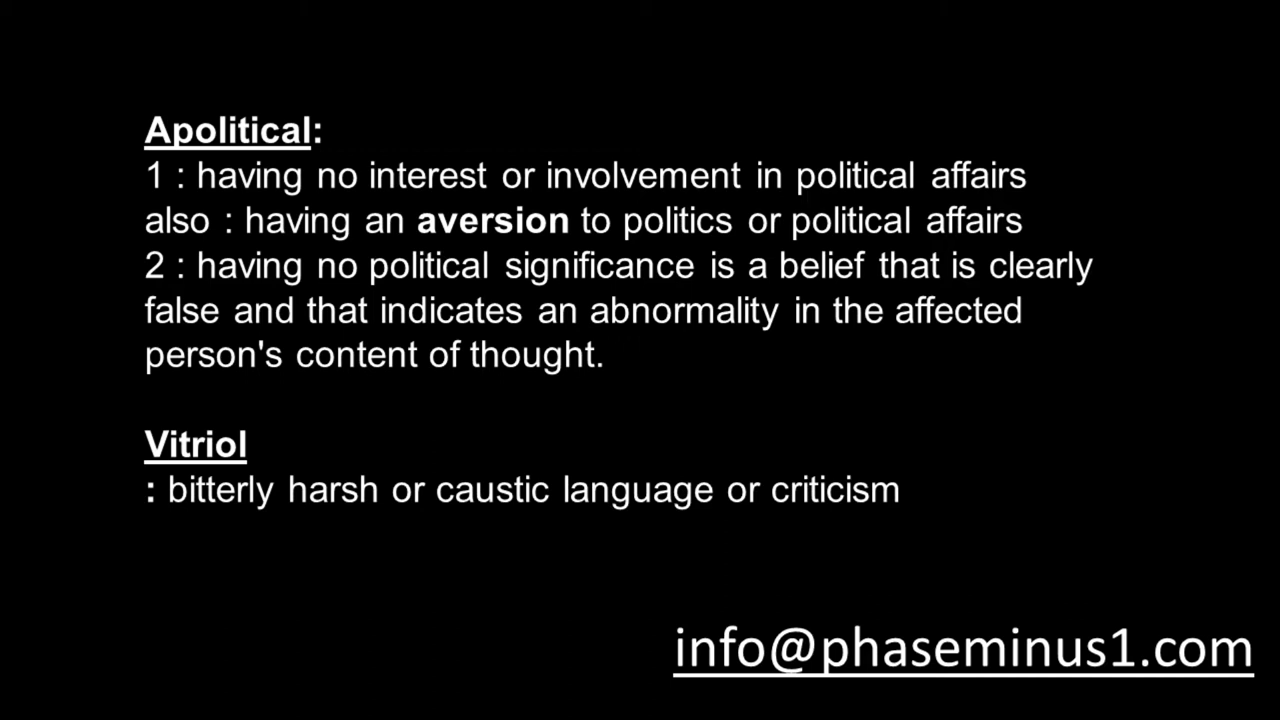 Apolitical:
1 : having no interest or involvement in political affairs
also : having an aversion to politics or political affairs
2 : having no political significance is a belief that is clearly
false and that indicates an abnormality in the affected
person's content of thought.
Vitriol
: bitterly harsh or caustic language or criticism
info@phaseminus1.com